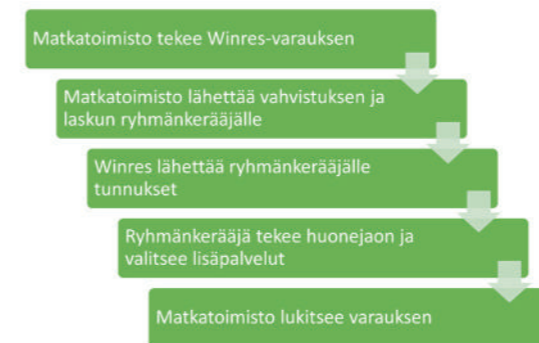 Matkatoimisto tekee Winres-varauksen
Matkatoimisto lähettää vahvistuksen ja
laskun ryhmänkerääjälle
Winres lähettää ryhmänkerääjälle
tunnukset
Ryhmänkerääjä tekee huonejaon ja
valitsee lisäpalvelut
Matkatoimisto lukitsee varauksen